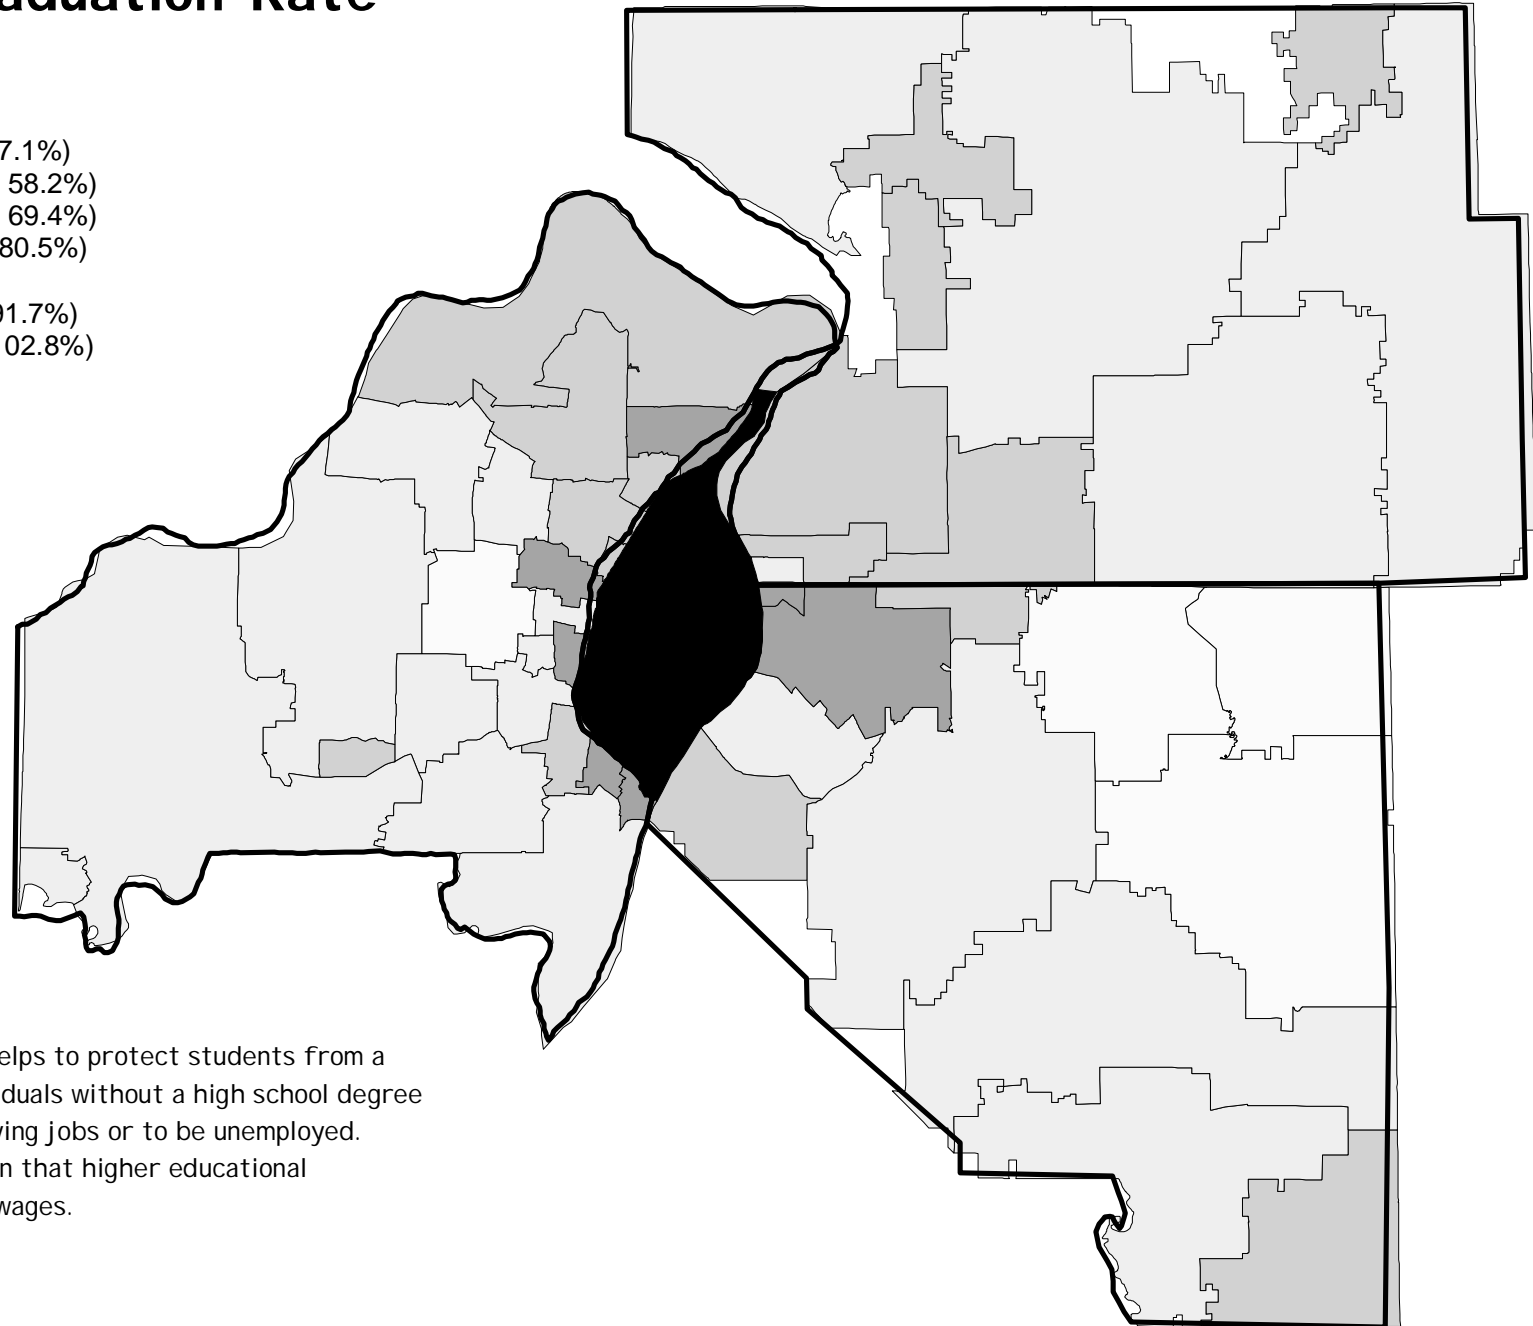 aduation Rate
7.1%)
58.2%)
69.4%)
80.5%)
91.7%)
02.8%)
elps to protect students from a
duals without a high school degree
ving jobs or to be unemployed.
n that higher educational
wages.